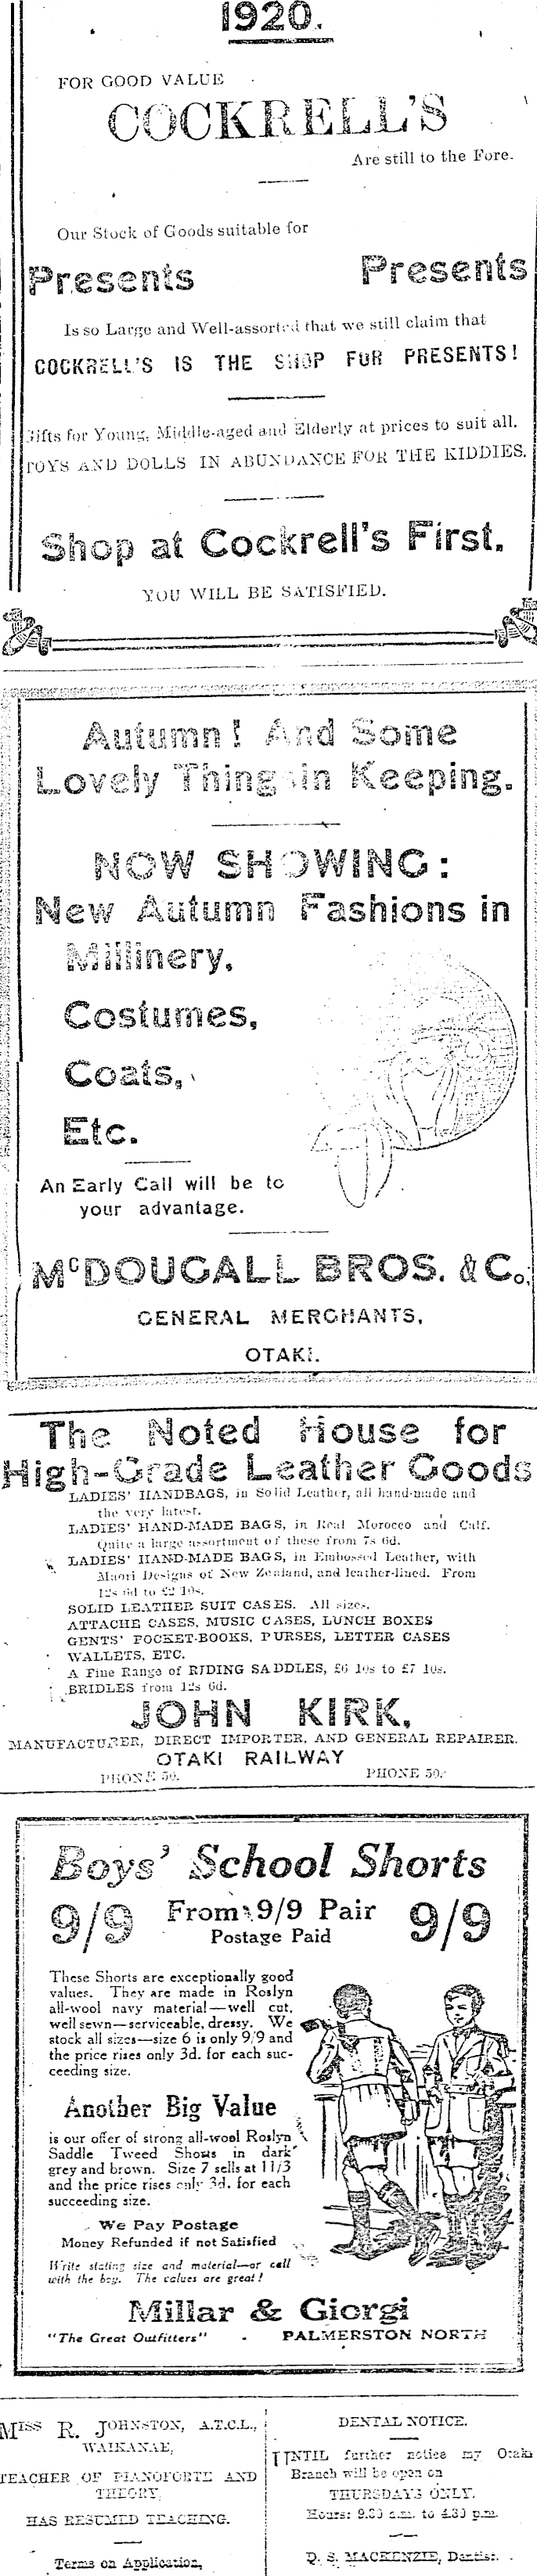 1920.
FOR GOOD VALUE
COCKRELL'S
Are still to the Fore.
Our Stock of Goods suitable for
Presents Presents
Is so Large and Well-assorted that we still claim that
COCKRELL'S IS THE SHOP FOR PRESENTS!
Gifts for Young, Middle-aged and Elderly at prices to suit all.
TOYS AND DOLLS IN ABUNDANCE FOR THE KIDDIES.
Shop at Cockrell's First.
YOU WILL BE SATISFIED.
Autumn! And Some
Lovely Things in Keeping.
NOW SHOWING:
New Autumn Fashions in
Millinery,
Costumes,
Coats,
Etc.
An Early Call will be to
your advantage.
McDOUGALL BROS. & Co.,
GENERAL MERCHANTS,
OTAKI.
The Noted House for
High-Grade Leather Goods
LADIES' HANDBAGS, in Solid Leather, all hand-made and
the very latest.
LADIES' HAND-MADE BAGS, in Real Morocco and Calf.
Quite a large assortment of these from 7s 6d.
LADIES' HAND-MADE BAGS, in Embossed Leather, with
Maori Designs of New Zealand, and leather-lined. From
12s 6d to £2 10s.
SOLID LEATHER SUIT CASES. All sizes.
ATTACHE CASES, MUSIC CASES, LUNCH BOXES
GENTS' POCKET-BOOKS, PURSES, LETTER CASES
WALLETS, ETC.
A Fine Range of RIDING SADDLES, £6 10s to £7 10s.
BRIDLES from 12s 6d.
JOHN KIRK,
MANUFACTURER, DIRECT IMPORTER, AND GENERAL REPAIRER.
OTAKI RAILWAY
PHONE 50. PHONE 50.
Boys' School Shorts
9/9 From 9/9 Pair 9/9
Postage Paid
These Shorts are exceptionally good
values. They are made in Roslyn
all-wool navy material—well cut,
well sewn—serviceable, dressy. We
stock all sizes—size 6 is only 9/9 and
the price rises only 3d. for each suc-
ceeding size.
Another Big Value
is our offer of strong all-wool Roslyn
Saddle Tweed Shorts in dark
grey and brown. Size 7 sells at 11/3
and the price rises only 3d. for each
succeeding size.
We Pay Postage
Money Refunded if not Satisfied
Write stating size and material—or call
with the boy. The values are great!
Millar & Giorgi
"The Great Outfitters" - PALMERSTON NORTH
MISS R. JOHNSTON, A.T.C.L.,
WAIKANAE,
TEACHER OF PIANOFORTE AND
THEORY,
HAS RESUMED TEACHING.
Terms on Application,
DENTAL NOTICE.
UNTIL further notice my Otaki
Branch will be open on
THURSDAYS ONLY.
Hours: 9.30 a.m. to 4.30 p.m.
D. S. MACKENZIE, Dentist.